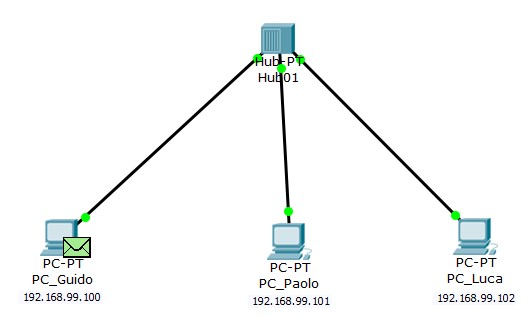 Hub-PT
Hub01
PC-PT
PC_Guido
192.168.99.100
PC-PT
PC_Paolo
192.168.99.101
PC-PT
PC_Luca
192.168.99.102